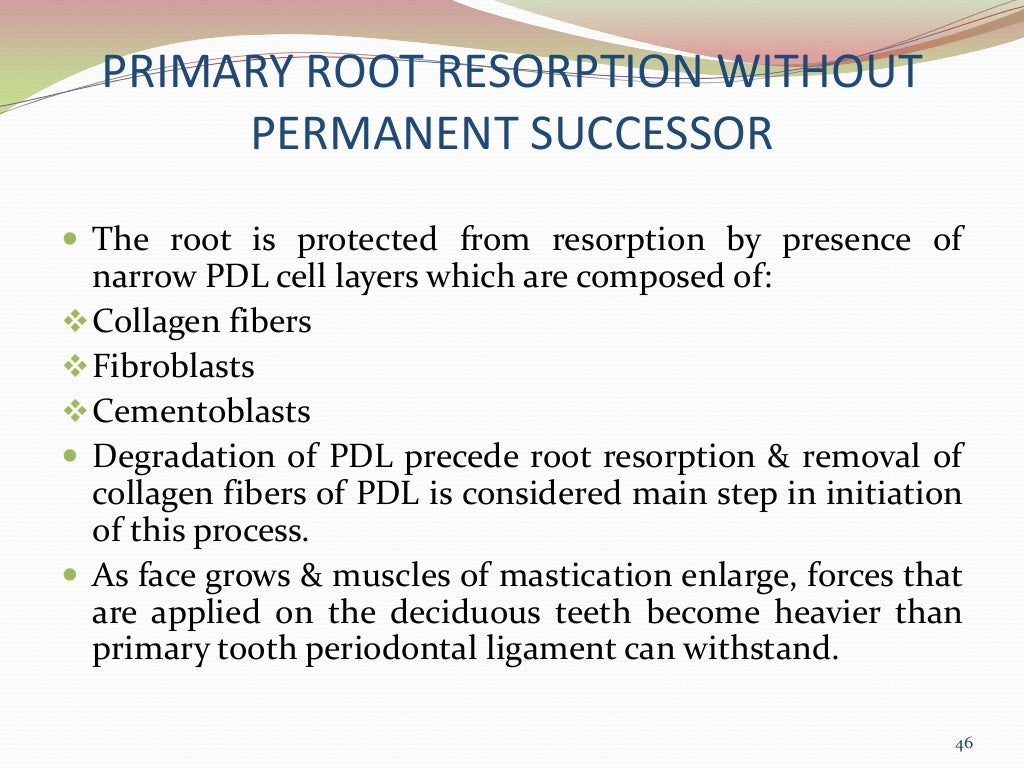 PRIMARY ROOT RESORPTION WITHOUT
PERMANENT SUCCESSOR
The root is protected from resorption by presence of
narrow PDL cell layers which are composed of:
Collagen fibers
Fibroblasts
Cementoblasts
Degradation of PDL precede root resorption & removal of
collagen fibers of PDL is considered main step in initiation
of this process.
As face grows & muscles of mastication enlarge, forces that
are applied on the deciduous teeth become heavier than
primary tooth periodontal ligament can withstand.
46